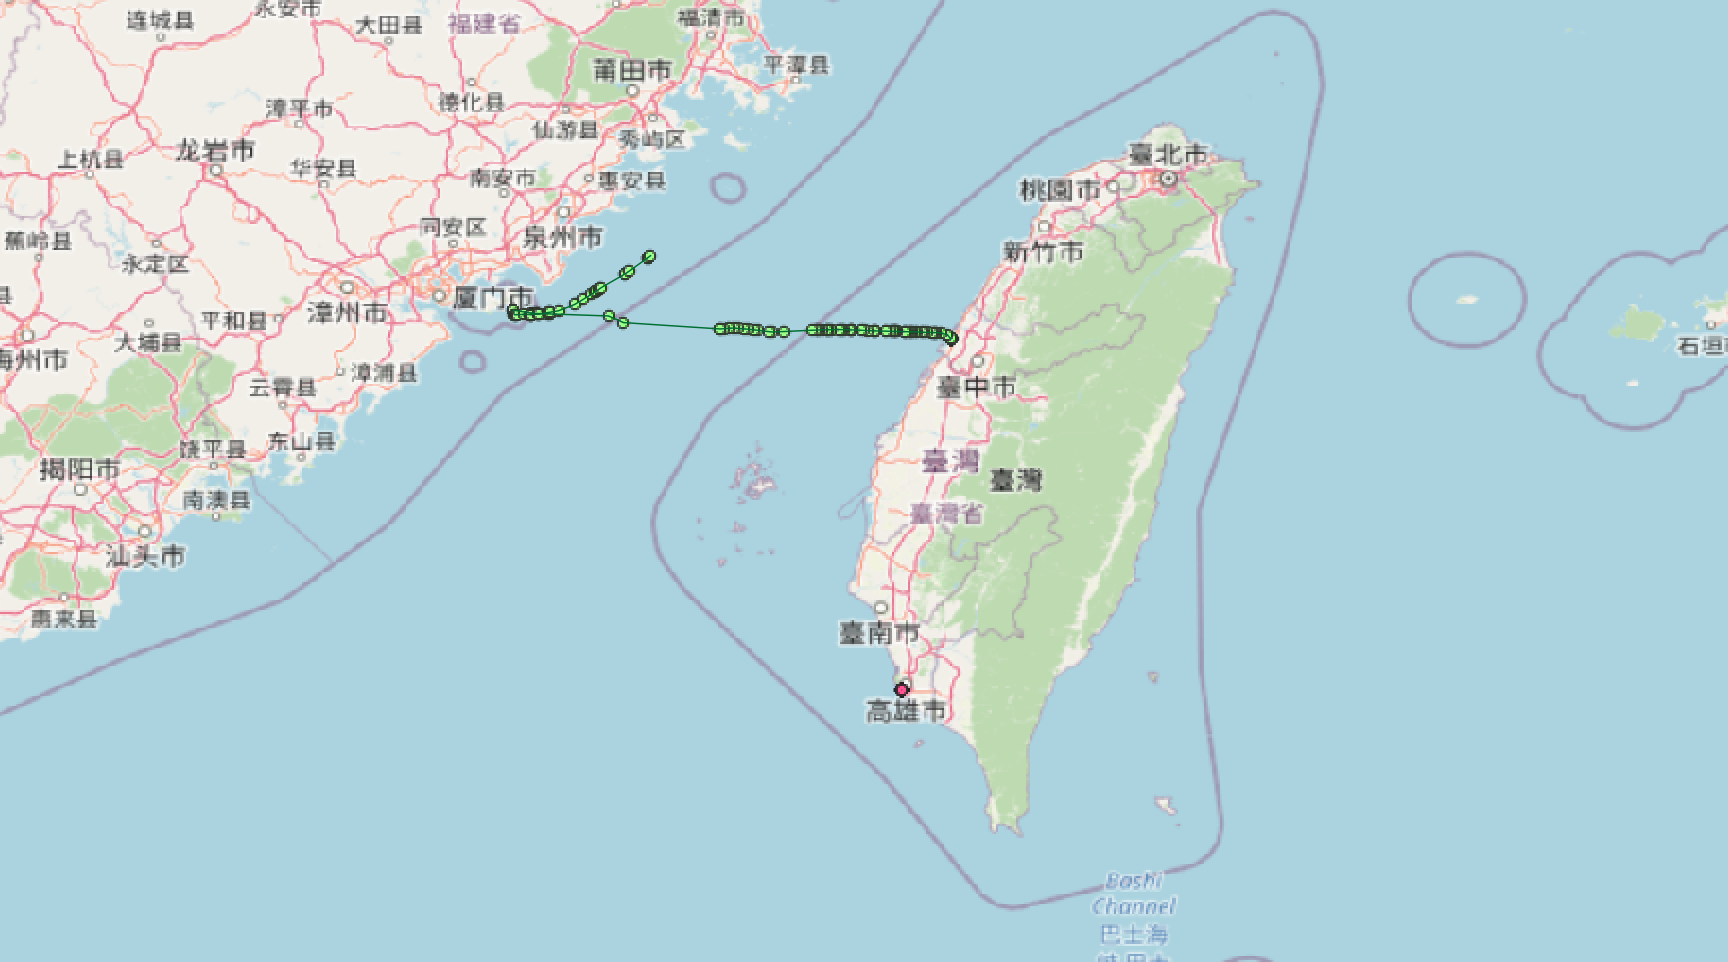 连城县
永安市
大田县
福建省
福清市
平潭县
莆田市
漳平市
德化县
仙游县
秀屿区
上杭县
龙岩市
华安县
南安市
惠安县
臺北市
桃園市
蕉岭县
永定区
同安区
泉州市
新竹市
县
平和县
漳州市
厦门市
大埔县
云霄县
漳浦县
臺中市
饶平县
东山县
揭阳市
臺灣
臺灣
南澳县
臺灣省
汕头市
惠来县
臺南市
高雄市
Bashi
Channel
巴士海